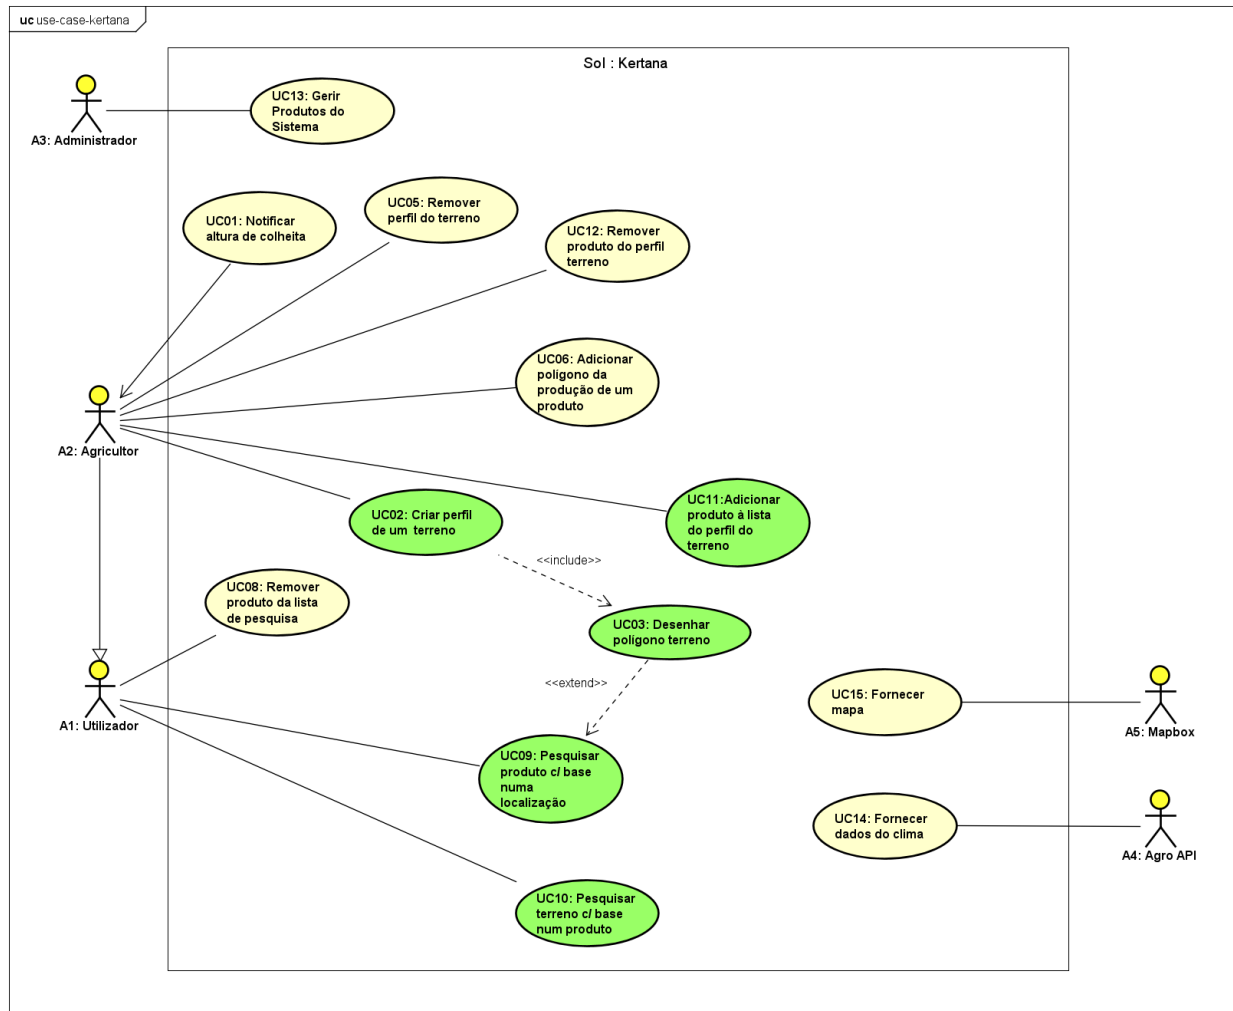 uc use-case-kertana
Sol : Kertana
UC13: Gerir
Produtos do
Sistema
A3: Administrador
UC01: Notificar
altura de colheita
UC05: Remover
perfil do terreno
UC12: Remover
produto do perfil
terreno
UC06: Adicionar
polígono da
produção de um
produto
A2: Agricultor
UC02: Criar perfil
de um terreno
UC11:Adicionar
produto à lista
do perfil do
terreno
<<include>>
UC08: Remover
produto da lista
de pesquisa
UC03: Desenhar
polígono terreno
<<extend>>
A1: Utilizador
UC15: Fornecer
mapa
A5: Mapbox
UC09: Pesquisar
produto c/ base
numa
localização
UC14: Fornecer
dados do clima
A4: Agro API
UC10: Pesquisar
terreno c/ base
num produto